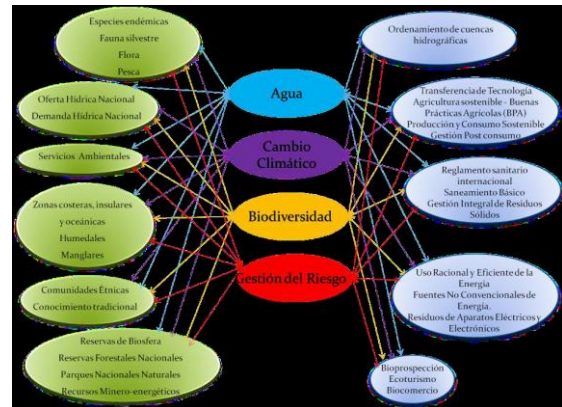 Especies endémicas
Fauna silvestre
Flora
Pesca
Oferta Hídrica Nacional
Demanda Hídrica Nacional
Servicios Ambientales
Zonas costeras, insulares
y oceánicas
Humedales
Manglares
Comunidades Étnicas
Conocimiento tradicional
Reservas de Biosfera
Reservas Forestales Nacionales
Parques Nacionales Naturales
Recursos Minero-energéticos
Agua
Cambio
Climático
Biodiversidad
Gestión del Riesgo
Ordenamiento de cuencas
hidrográficas
Transferencia de Tecnología
Agricultura sostenible - Buenas
Prácticas Agrícolas (BPA)
Producción y Consumo Sostenible
Gestión Post consumo
Reglamento sanitario
internacional
Saneamiento Básico
Gestión Integral de Residuos
Sólidos
Uso Racional y Eficiente de la
Energía
Fuentes No Convencionales de
Energía.
Residuos de Aparatos Eléctricos y
Electrónicos
Bioprospección
Ecoturismo
Biocomercio